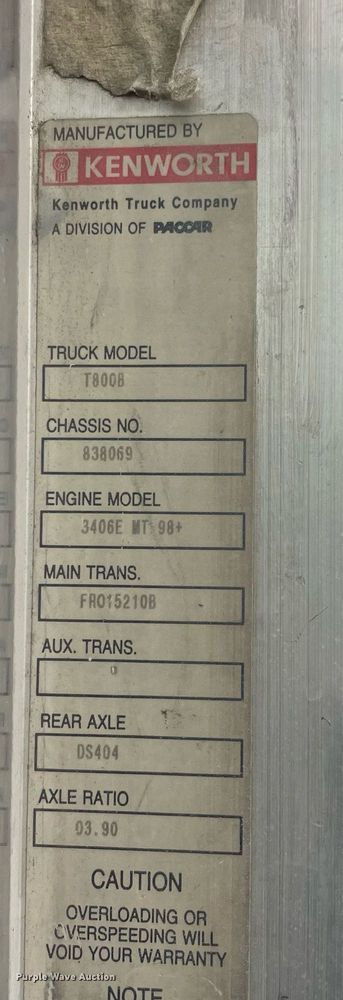 MANUFACTURED BY
KENWORTH
Kenworth Truck Company
A DIVISION OF PACCAR
TRUCK MODEL
T800B
CHASSIS NO.
838069
ENGINE MODEL
3406E MT 98+
MAIN TRANS.
FRO15210B
AUX. TRANS.
0
REAR AXLE
DS404
AXLE RATIO
03.90
CAUTION
OVERLOADING OR
OVERSPEEDING WILL
VOID YOUR WARRANTY
NOTE
Purple Wave Auction